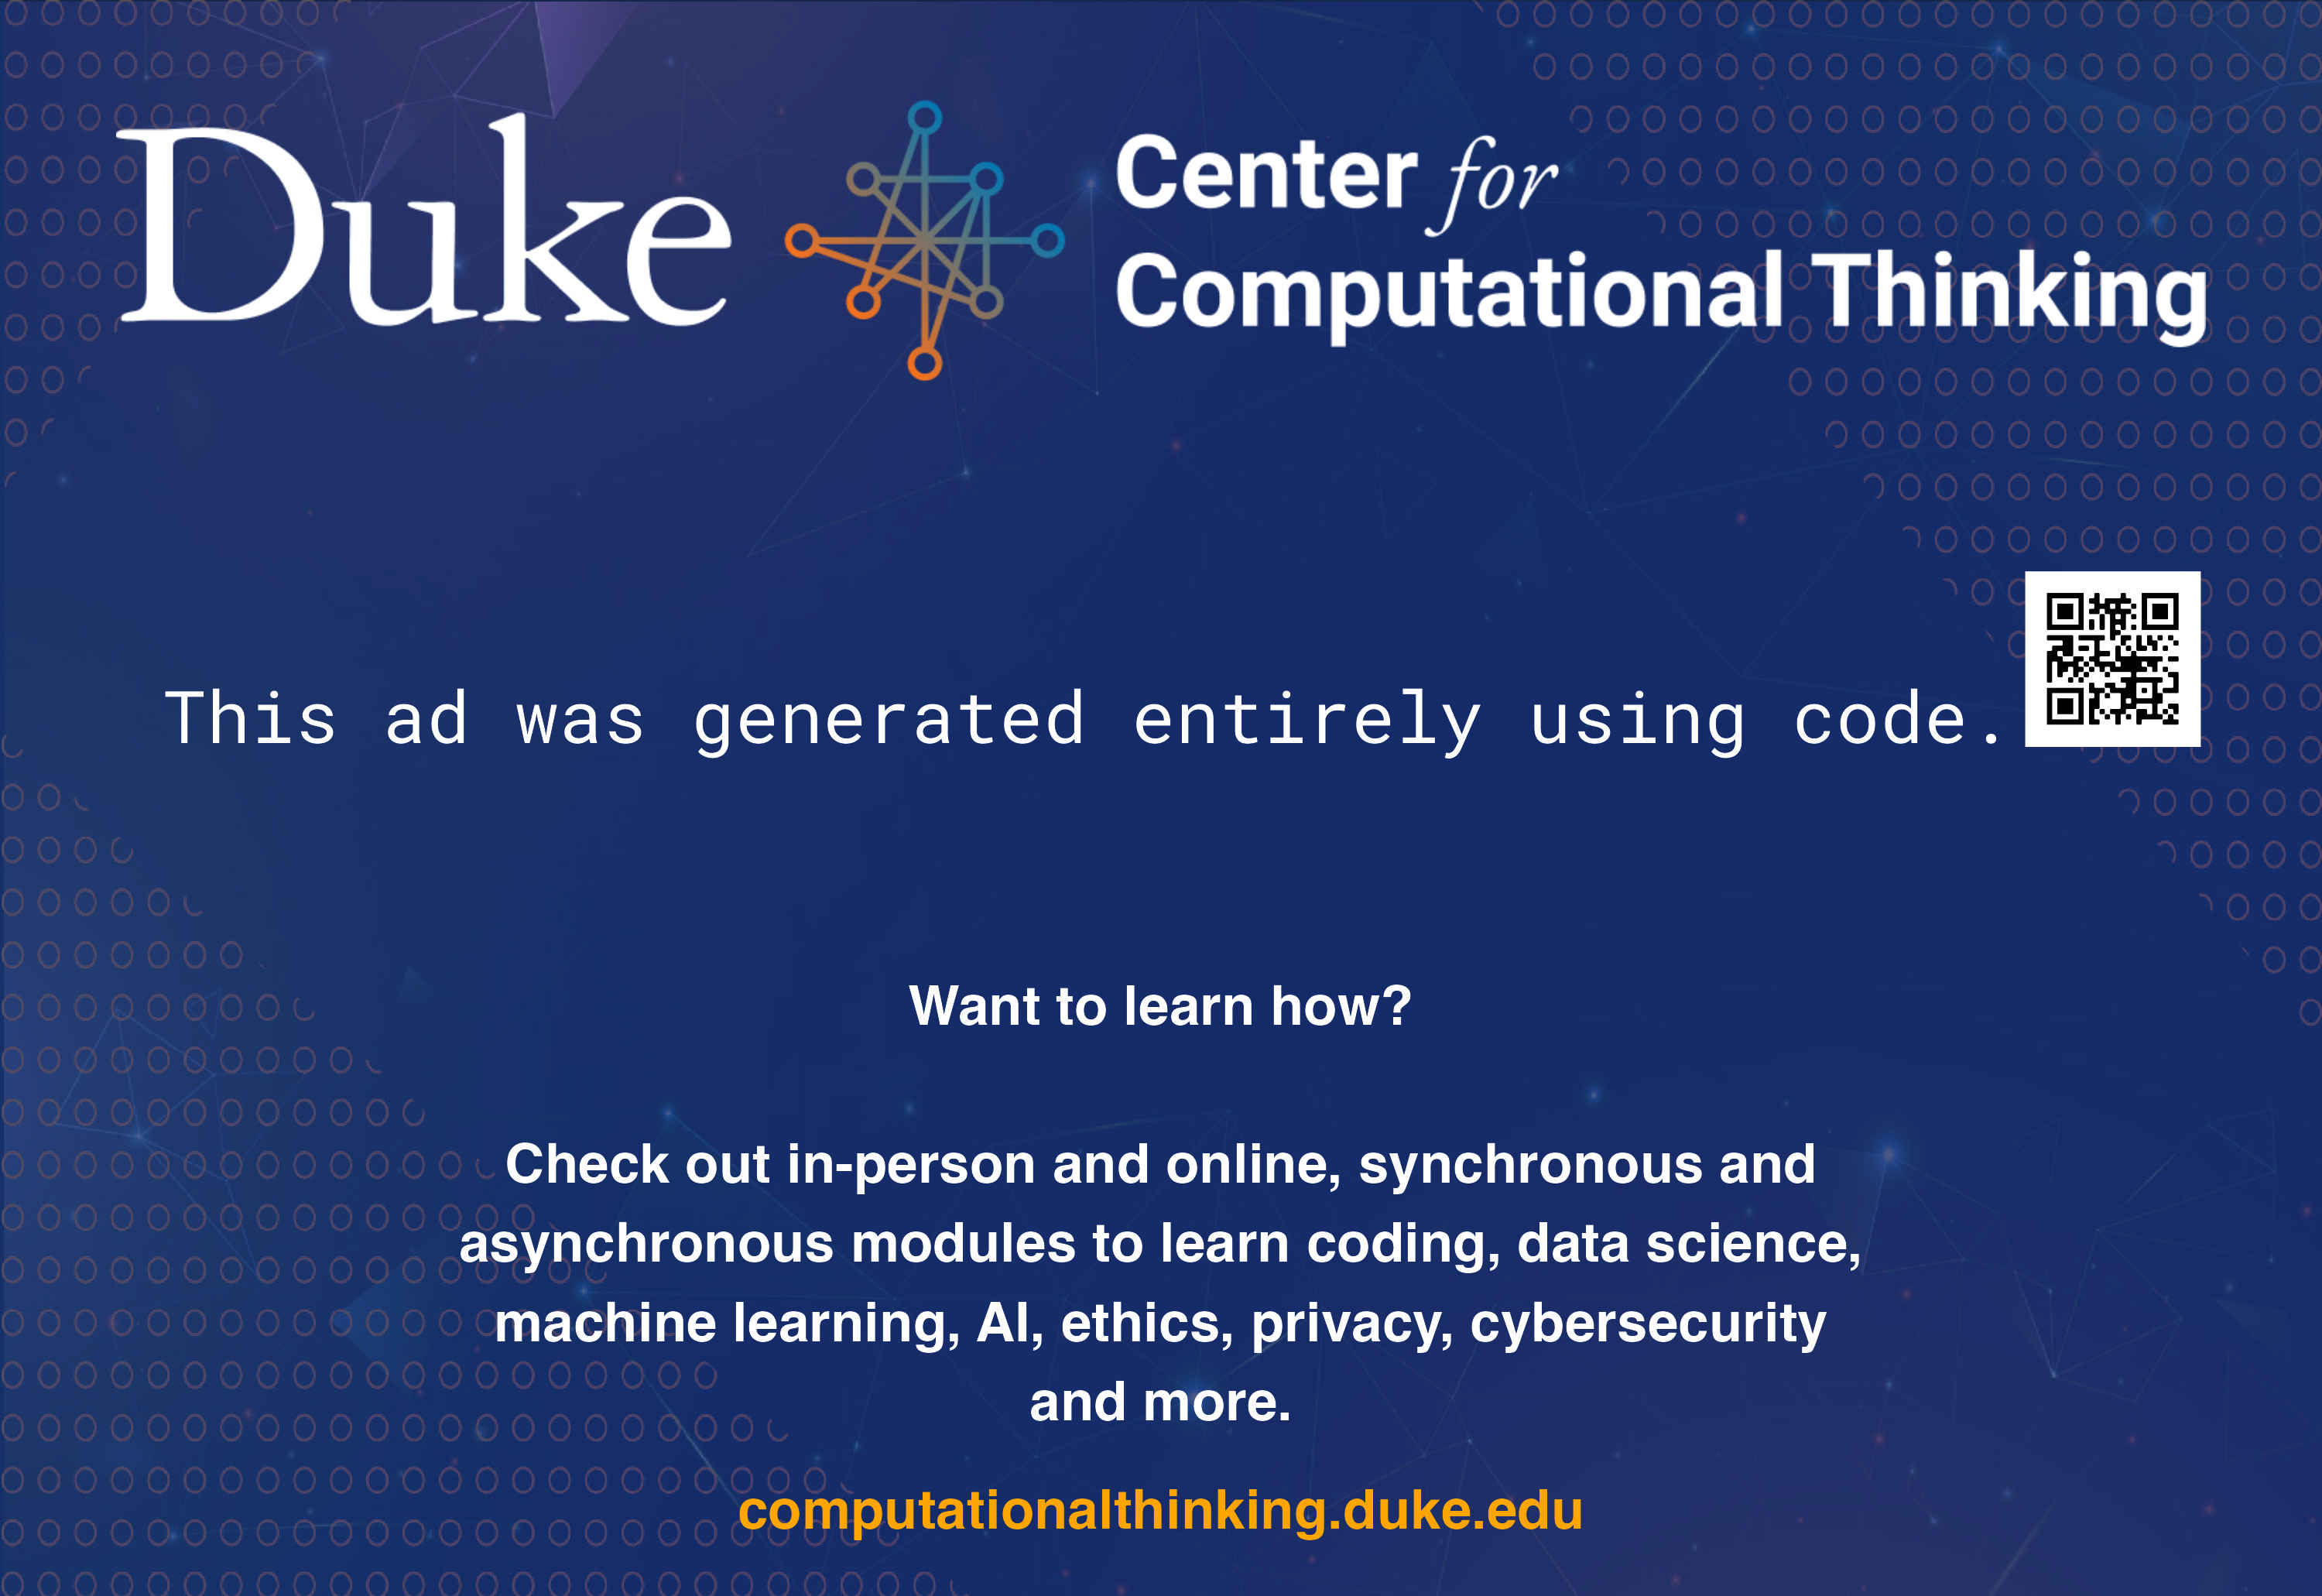 Duke
Center for
Computational Thinking
This ad was generated entirely using code.
Want to learn how?
Check out in-person and online, synchronous and
asynchronous modules to learn coding, data science,
machine learning, AI, ethics, privacy, cybersecurity
and more.
computationalthinking.duke.edu